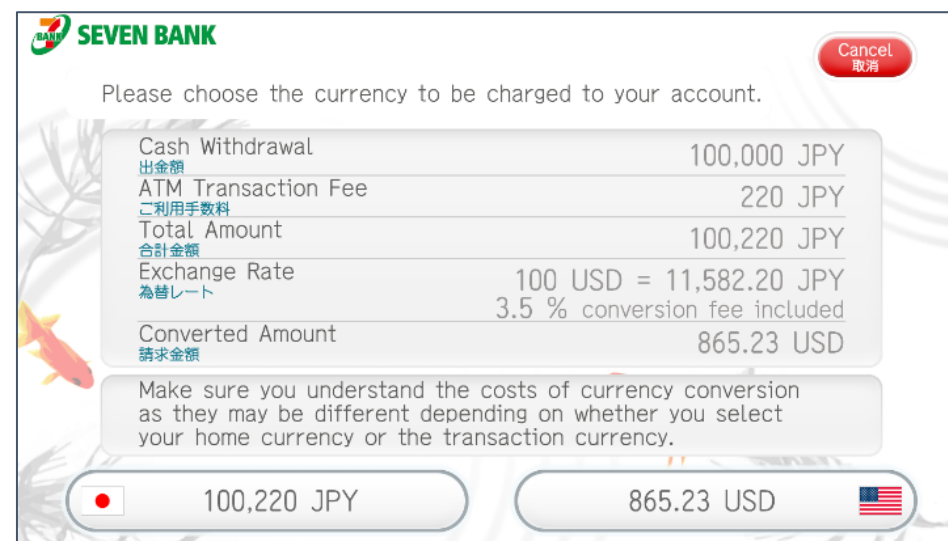 BANK SEVEN BANK
Cancel
取消
Please choose the currency to be charged to your account.
Cash Withdrawal 100,000 JPY
出金額
ATM Transaction Fee 220 JPY
ご利用手数料
Total Amount 100,220 JPY
合計金額
Exchange Rate 100 USD = 11,582.20 JPY
為替レート 3.5 % conversion fee included
Converted Amount 865.23 USD
請求金額
Make sure you understand the costs of currency conversion
as they may be different depending on whether you select
your home currency or the transaction currency.
100,220 JPY 865.23 USD